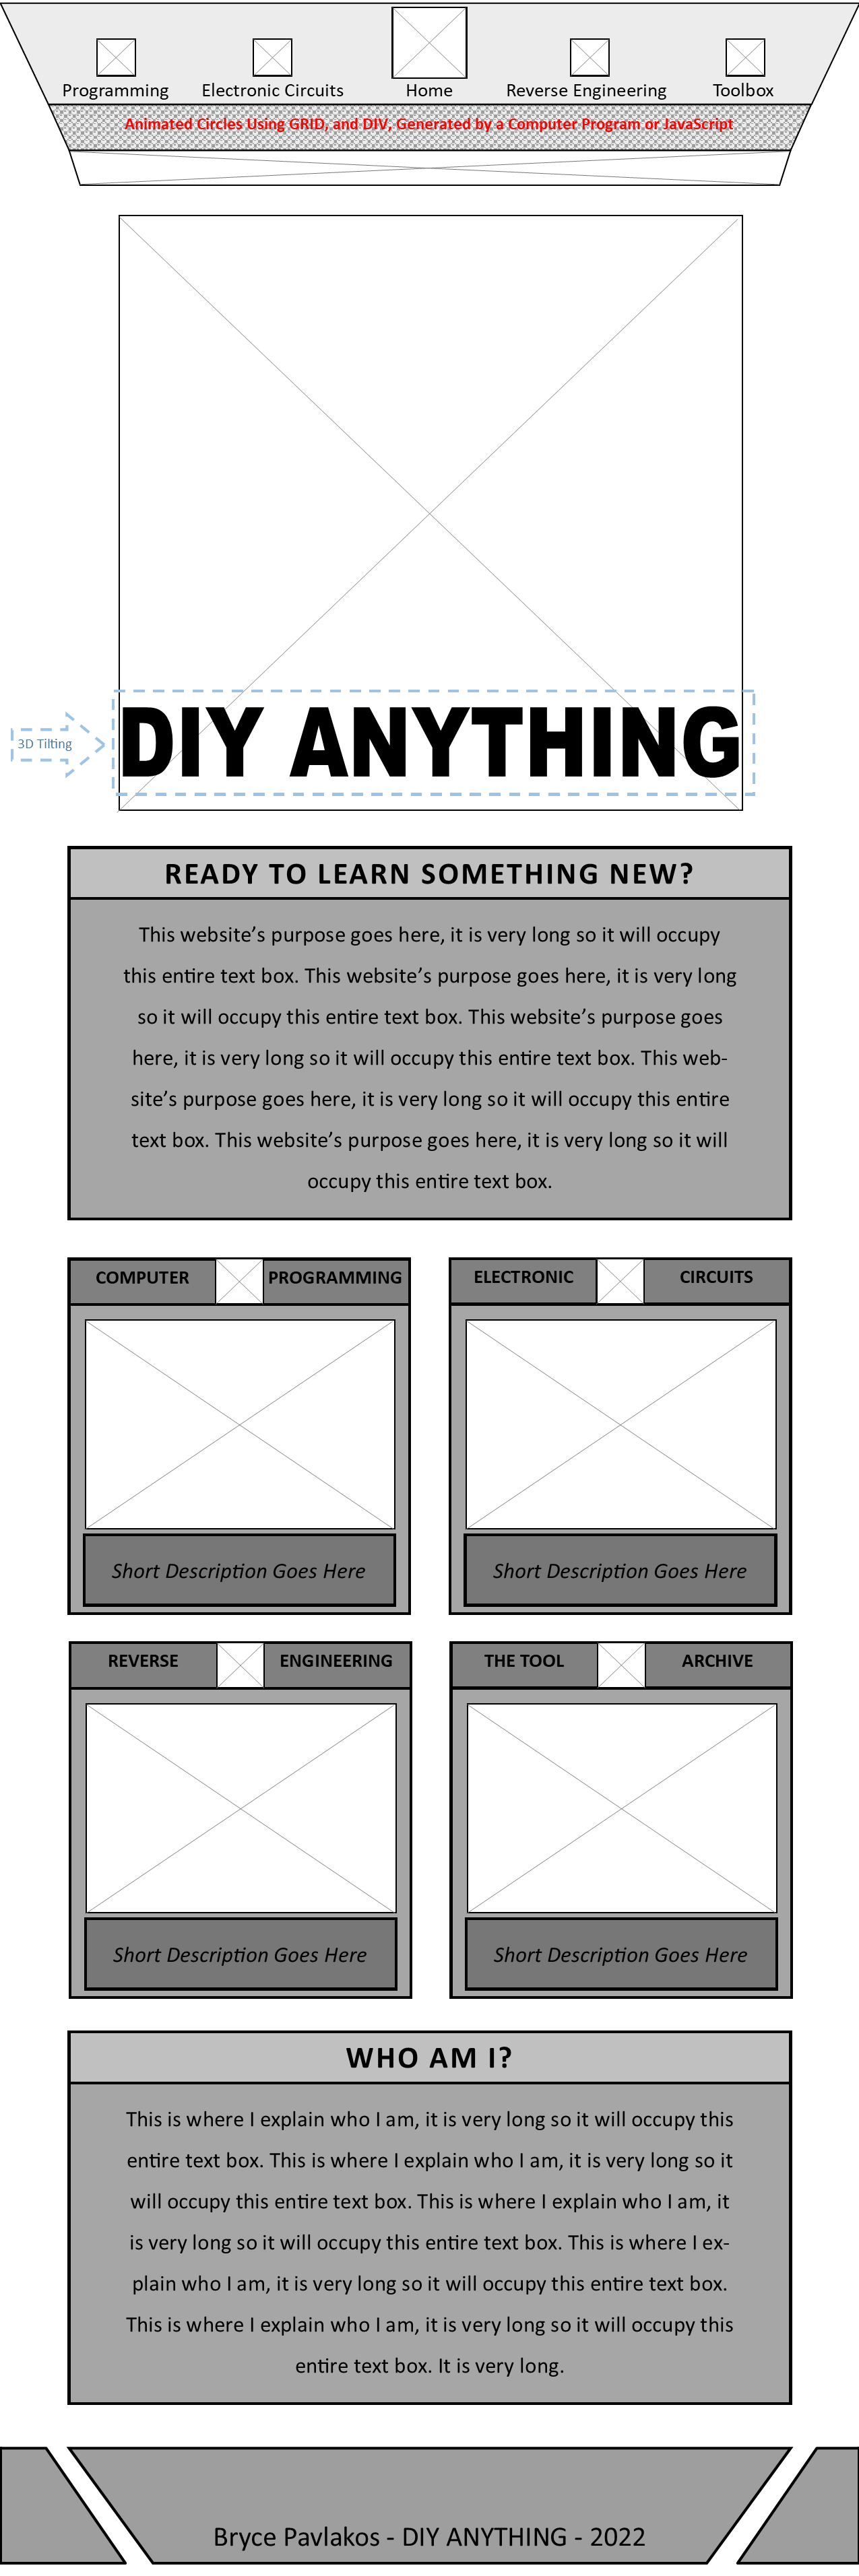 Programming Electronic Circuits Home Reverse Engineering Toolbox
Animated Circles Using GRID, and DIV, Generated by a Computer Program or JavaScript
3D Tilting
DIY ANYTHING
READY TO LEARN SOMETHING NEW?
This website’s purpose goes here, it is very long so it will occupy
this entire text box. This website’s purpose goes here, it is very long
so it will occupy this entire text box. This website’s purpose goes
here, it is very long so it will occupy this entire text box. This web-
site’s purpose goes here, it is very long so it will occupy this entire
text box. This website’s purpose goes here, it is very long so it will
occupy this entire text box.
COMPUTER PROGRAMMING
Short Description Goes Here
ELECTRONIC CIRCUITS
Short Description Goes Here
REVERSE ENGINEERING
Short Description Goes Here
THE TOOL ARCHIVE
Short Description Goes Here
WHO AM I?
This is where I explain who I am, it is very long so it will occupy this
entire text box. This is where I explain who I am, it is very long so it
will occupy this entire text box. This is where I explain who I am, it
is very long so it will occupy this entire text box. This is where I ex-
plain who I am, it is very long so it will occupy this entire text box.
This is where I explain who I am, it is very long so it will occupy this
entire text box. It is very long.
Bryce Pavlakos - DIY ANYTHING - 2022